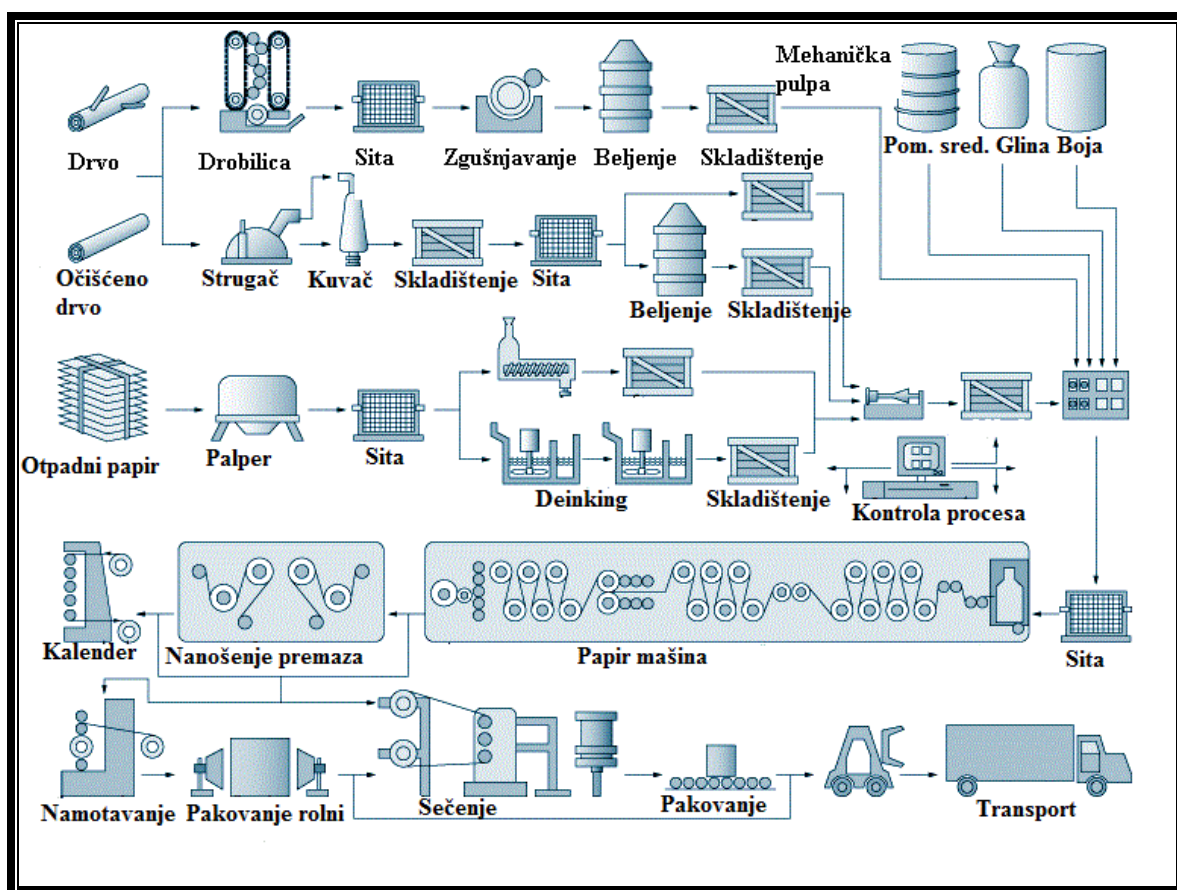 Mehanička
pulpa
Drvo
Drobilica
Sita
Zgušnjavanje
Beljenje
Skladištenje
Pom. sred. Glina Boja
Očišćeno
drvo
Strugač
Kuvač
Skladištenje
Sita
Beljenje
Skladištenje
Otpadni papir
Palper
Sita
Deinking
Skladištenje
Kontrola procesa
Kalender
Nanošenje premaza
Papir mašina
Sita
Namotavanje
Pakovanje rolni
Sečenje
Pakovanje
Transport